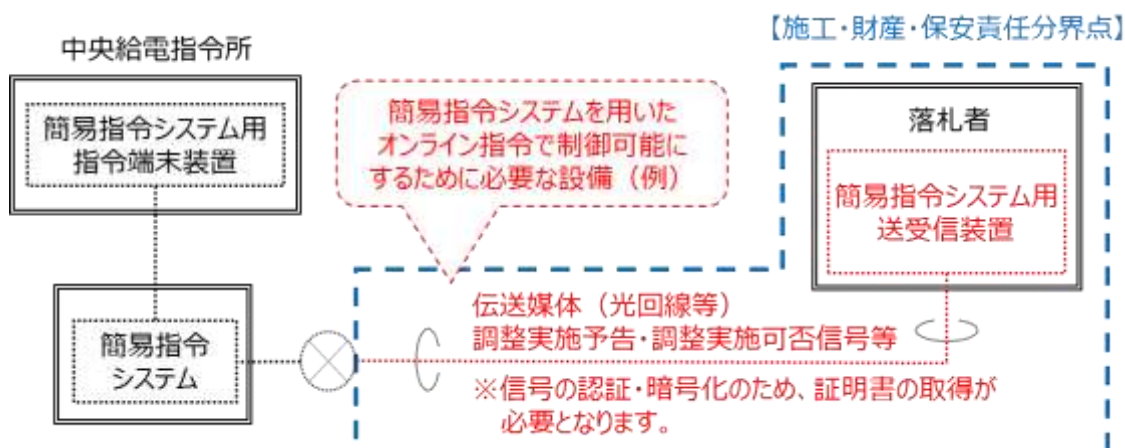 【施工・財産・保安責任分界点】
中央給電指令所
簡易指令システム用
指令端末装置
簡易指令システムを用いた
オンライン指令で制御可能に
するために必要な設備（例）
落札者
簡易指令システム用
送受信装置
伝送媒体（光回線等）
調整実施予告・調整実施可否信号等
簡易指令
システム
※信号の認証・暗号化のため、証明書の取得が
必要となります。